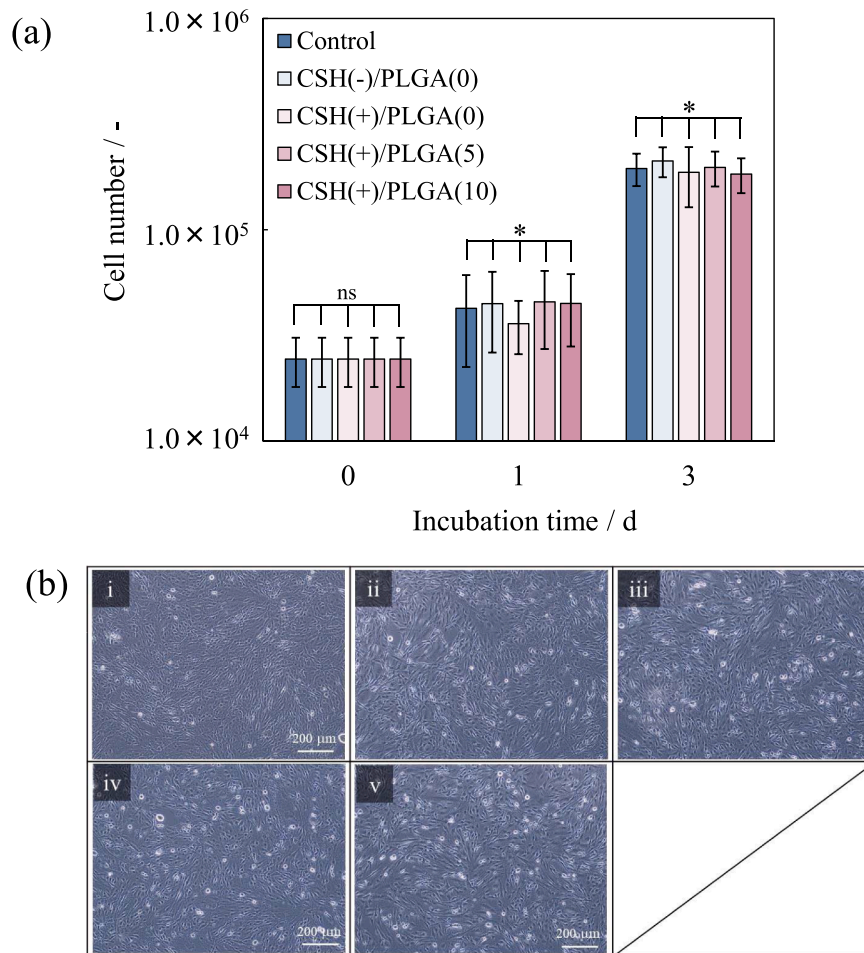 (a)
1.0×10⁶
1.0×10⁵
1.0×10⁴
Cell number / -
Control
CSH(-)/PLGA(0)
CSH(+)/PLGA(0)
CSH(+)/PLGA(5)
CSH(+)/PLGA(10)
ns
*
*
0 1 3
Incubation time / d
(b)
i
ii
iii
200 μm
iv
v
200 μm
200 μm